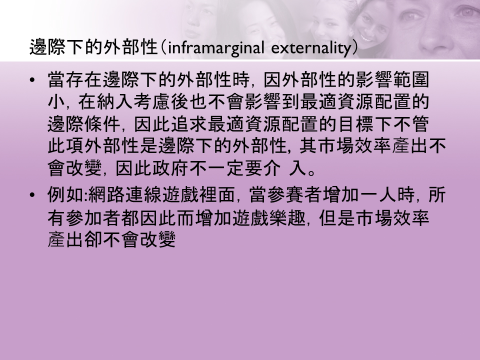 邊際下的外部性（inframarginal externality）
• 當存在邊際下的外部性時，因外部性的影響範圍
小，在納入考慮後也不會影響到最適資源配置的
邊際條件，因此追求最適資源配置的目標下不管
此項外部性是邊際下的外部性，其市場效率產出不
會改變，因此政府不一定要介 入。
• 例如:網路連線遊戲裡面，當參賽者增加一人時，所
有參加者都因此而增加遊戲樂趣，但是市場效率
產出卻不會改變